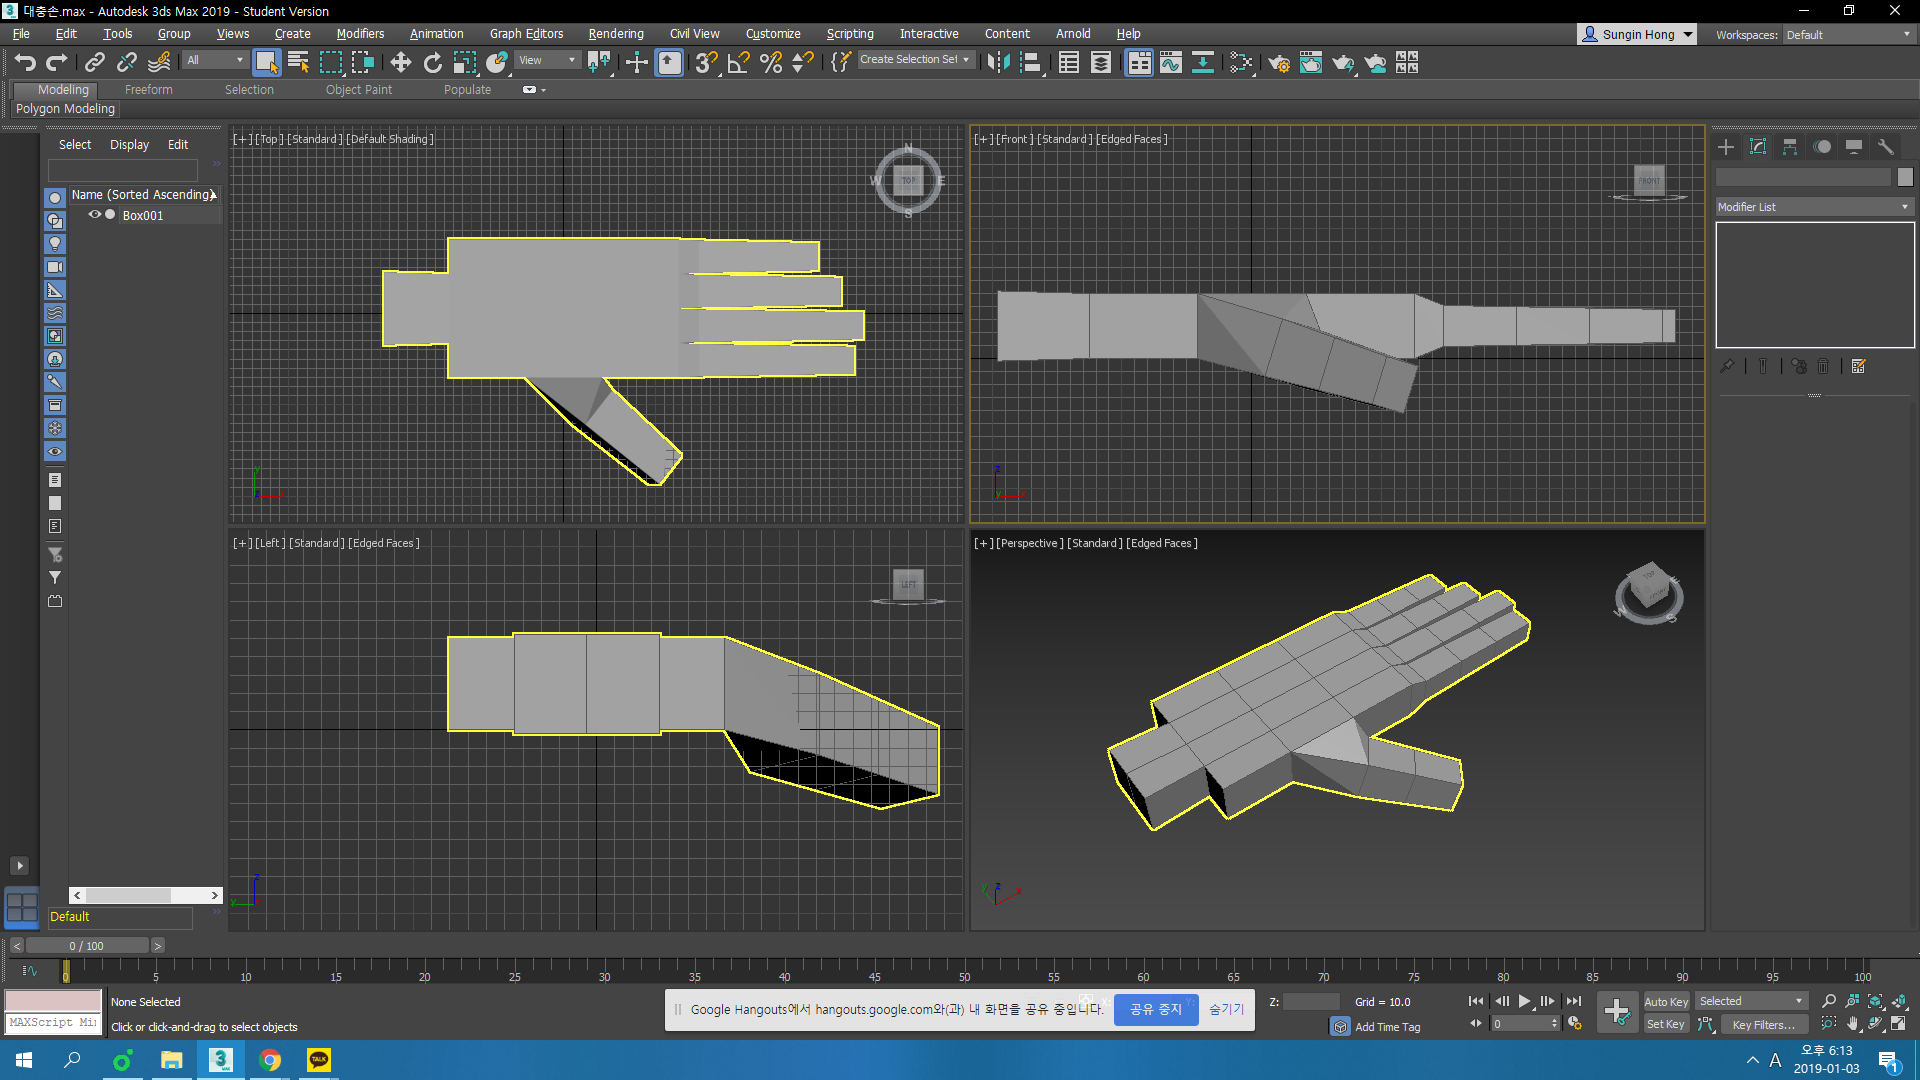 대충손.max - Autodesk 3ds Max 2019 - Student Version
File Edit Tools Group Views Create Modifiers Animation Graph Editors Rendering Civil View Customize Scripting Interactive Content Arnold Help
Sungin Hong Workspaces: Default
All View Create Selection Set
Modeling Freeform Selection Object Paint Populate
Polygon Modeling
Select Display Edit
Name (Sorted Ascending)
Box001
[+] [Top] [Standard] [Default Shading]
N
W TOP E
S
y
z x
[+] [Front] [Standard] [Edged Faces]
FRONT
z
y x
Modifier List
[+] [Left] [Standard] [Edged Faces]
LEFT
z
y
[+] [Perspective] [Standard] [Edged Faces]
TOP
FRONT
W E
S
y z x
Default
< 0 / 100 >
0 5 10 15 20 25 30 35 40 45 50 55 60 65 70 75 80 85 90 95 100
None Selected
MAXScript Mi
Click or click-and-drag to select objects
Google Hangouts에서 hangouts.google.com와(과) 내 화면을 공유 중입니다. 공유 중지 숨기기
Z: Grid = 10.0
Add Time Tag
0
Auto Key Selected
Set Key Key Filters...
MAX
TALK
A
오후 6:13
2019-01-03
1